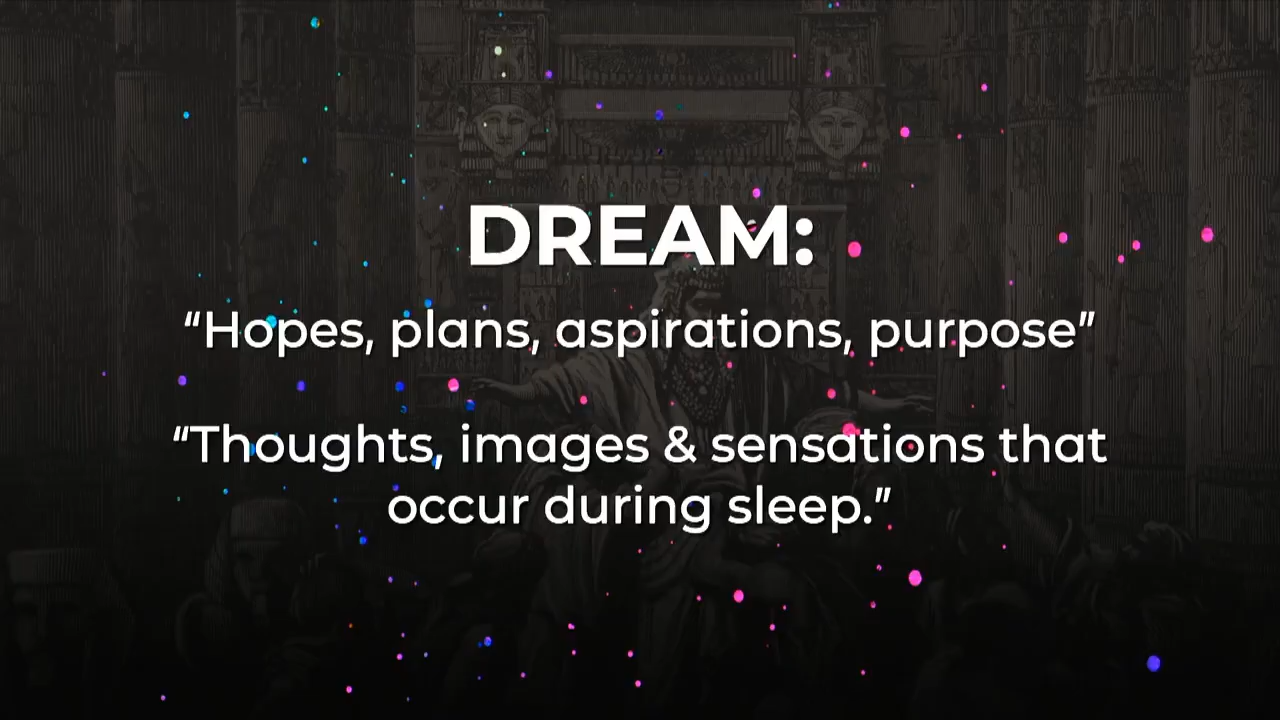 DREAM:
“Hopes, plans, aspirations, purpose”
“Thoughts, images & sensations that
occur during sleep.”